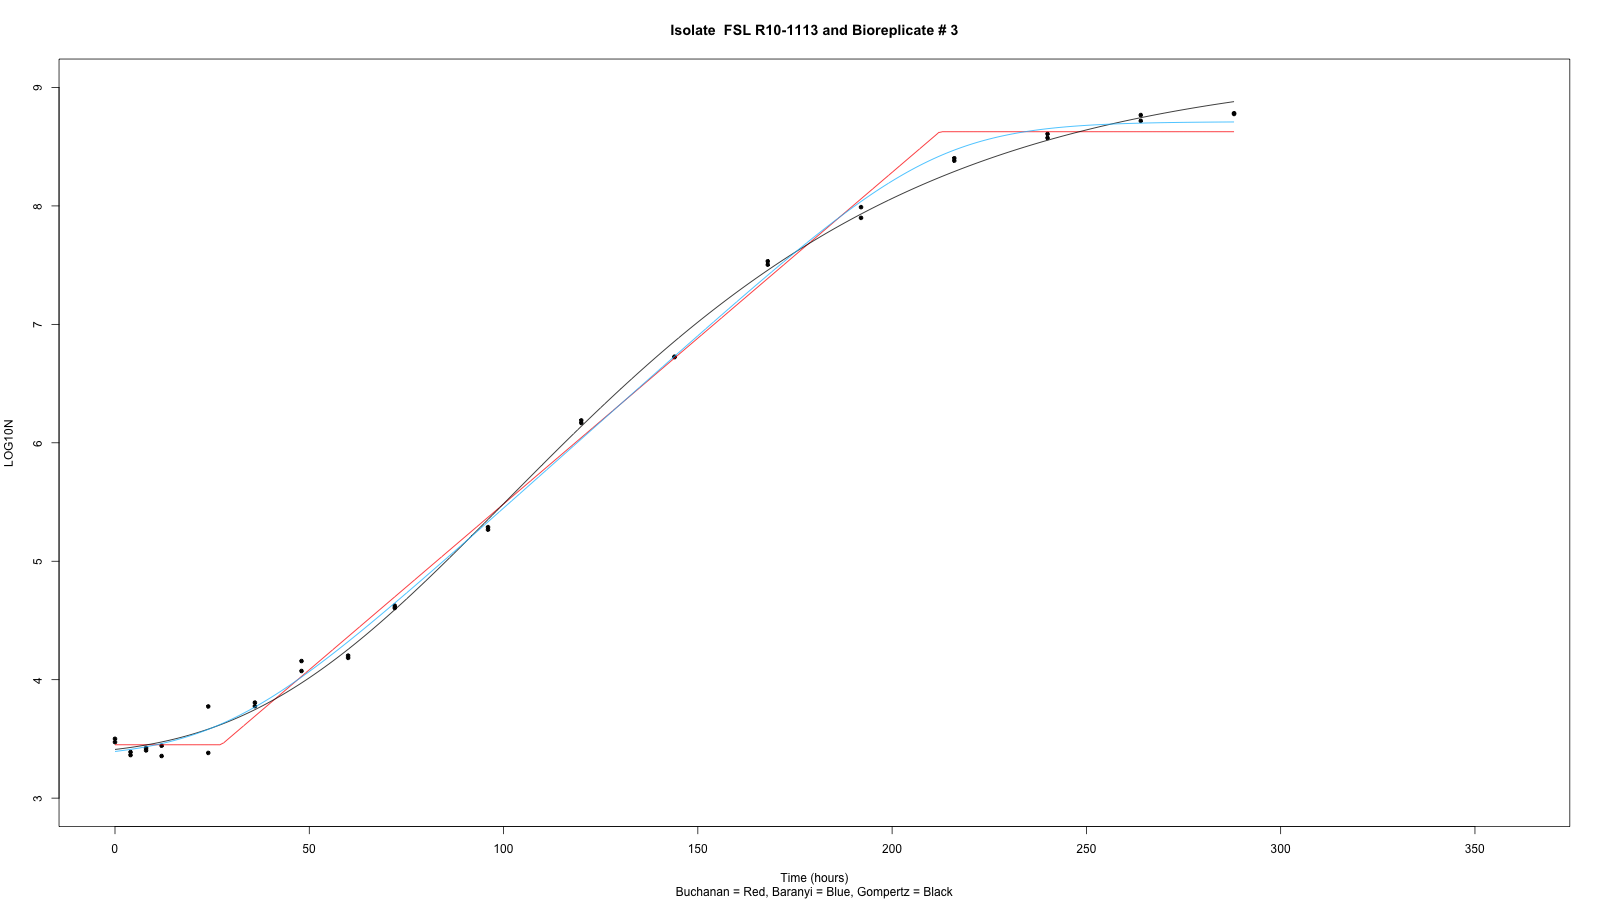 Isolate  FSL R10-1113 and Bioreplicate # 3
9
8
7
6
5
4
3
LOG10N
0 50 100 150 200 250 300 350
Time (hours)
Buchanan = Red, Baranyi = Blue, Gompertz = Black